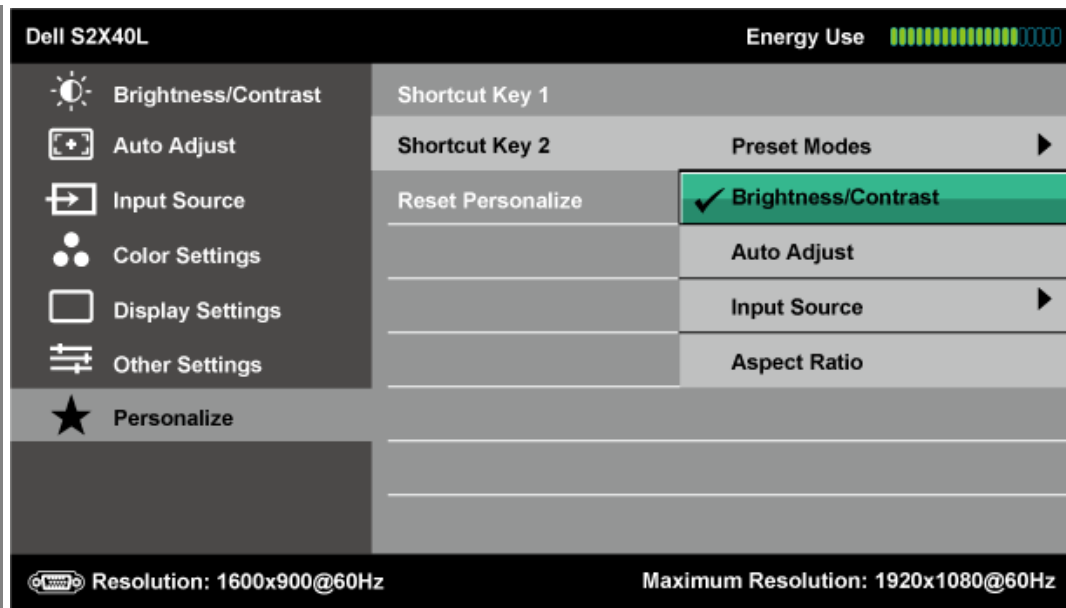 Dell S2X40L Energy Use
Brightness/Contrast Shortcut Key 1
Auto Adjust Shortcut Key 2 Preset Modes
Input Source Reset Personalize Brightness/Contrast
Color Settings Auto Adjust
Display Settings Input Source
Other Settings Aspect Ratio
Personalize
Resolution: 1600x900@60Hz Maximum Resolution: 1920x1080@60Hz